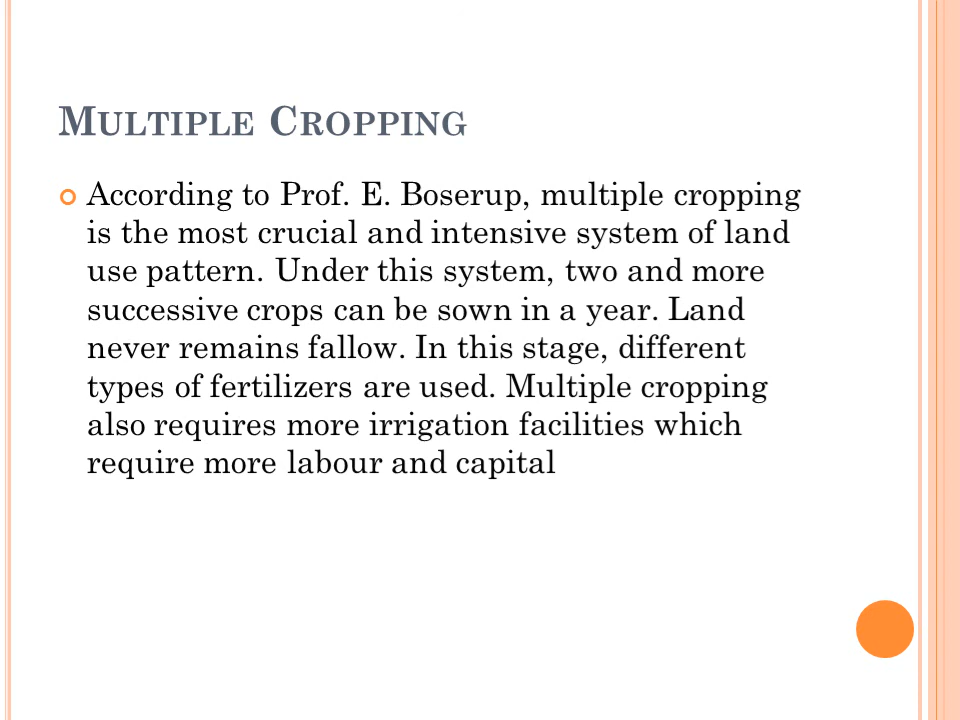 MULTIPLE CROPPING
According to Prof. E. Boserup, multiple cropping
is the most crucial and intensive system of land
use pattern. Under this system, two and more
successive crops can be sown in a year. Land
never remains fallow. In this stage, different
types of fertilizers are used. Multiple cropping
also requires more irrigation facilities which
require more labour and capital